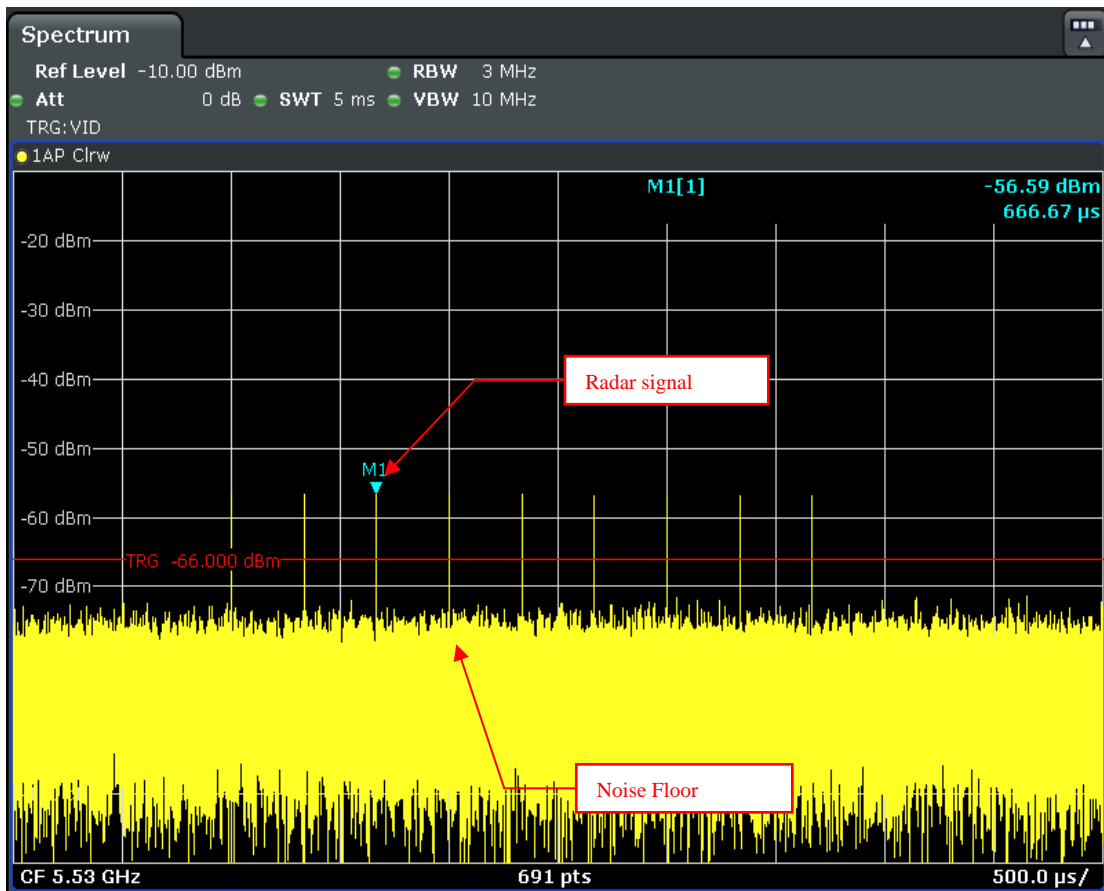 Spectrum
Ref Level -10.00 dBm RBW 3 MHz
Att 0 dB SWT 5 ms VBW 10 MHz
TRG:VID
1AP Clrw
M1[1] -56.59 dBm
666.67 µs
-20 dBm
-30 dBm
-40 dBm
Radar signal
-50 dBm
M1
-60 dBm
TRG -66.000 dBm
-70 dBm
Noise Floor
CF 5.53 GHz 691 pts 500.0 µs/